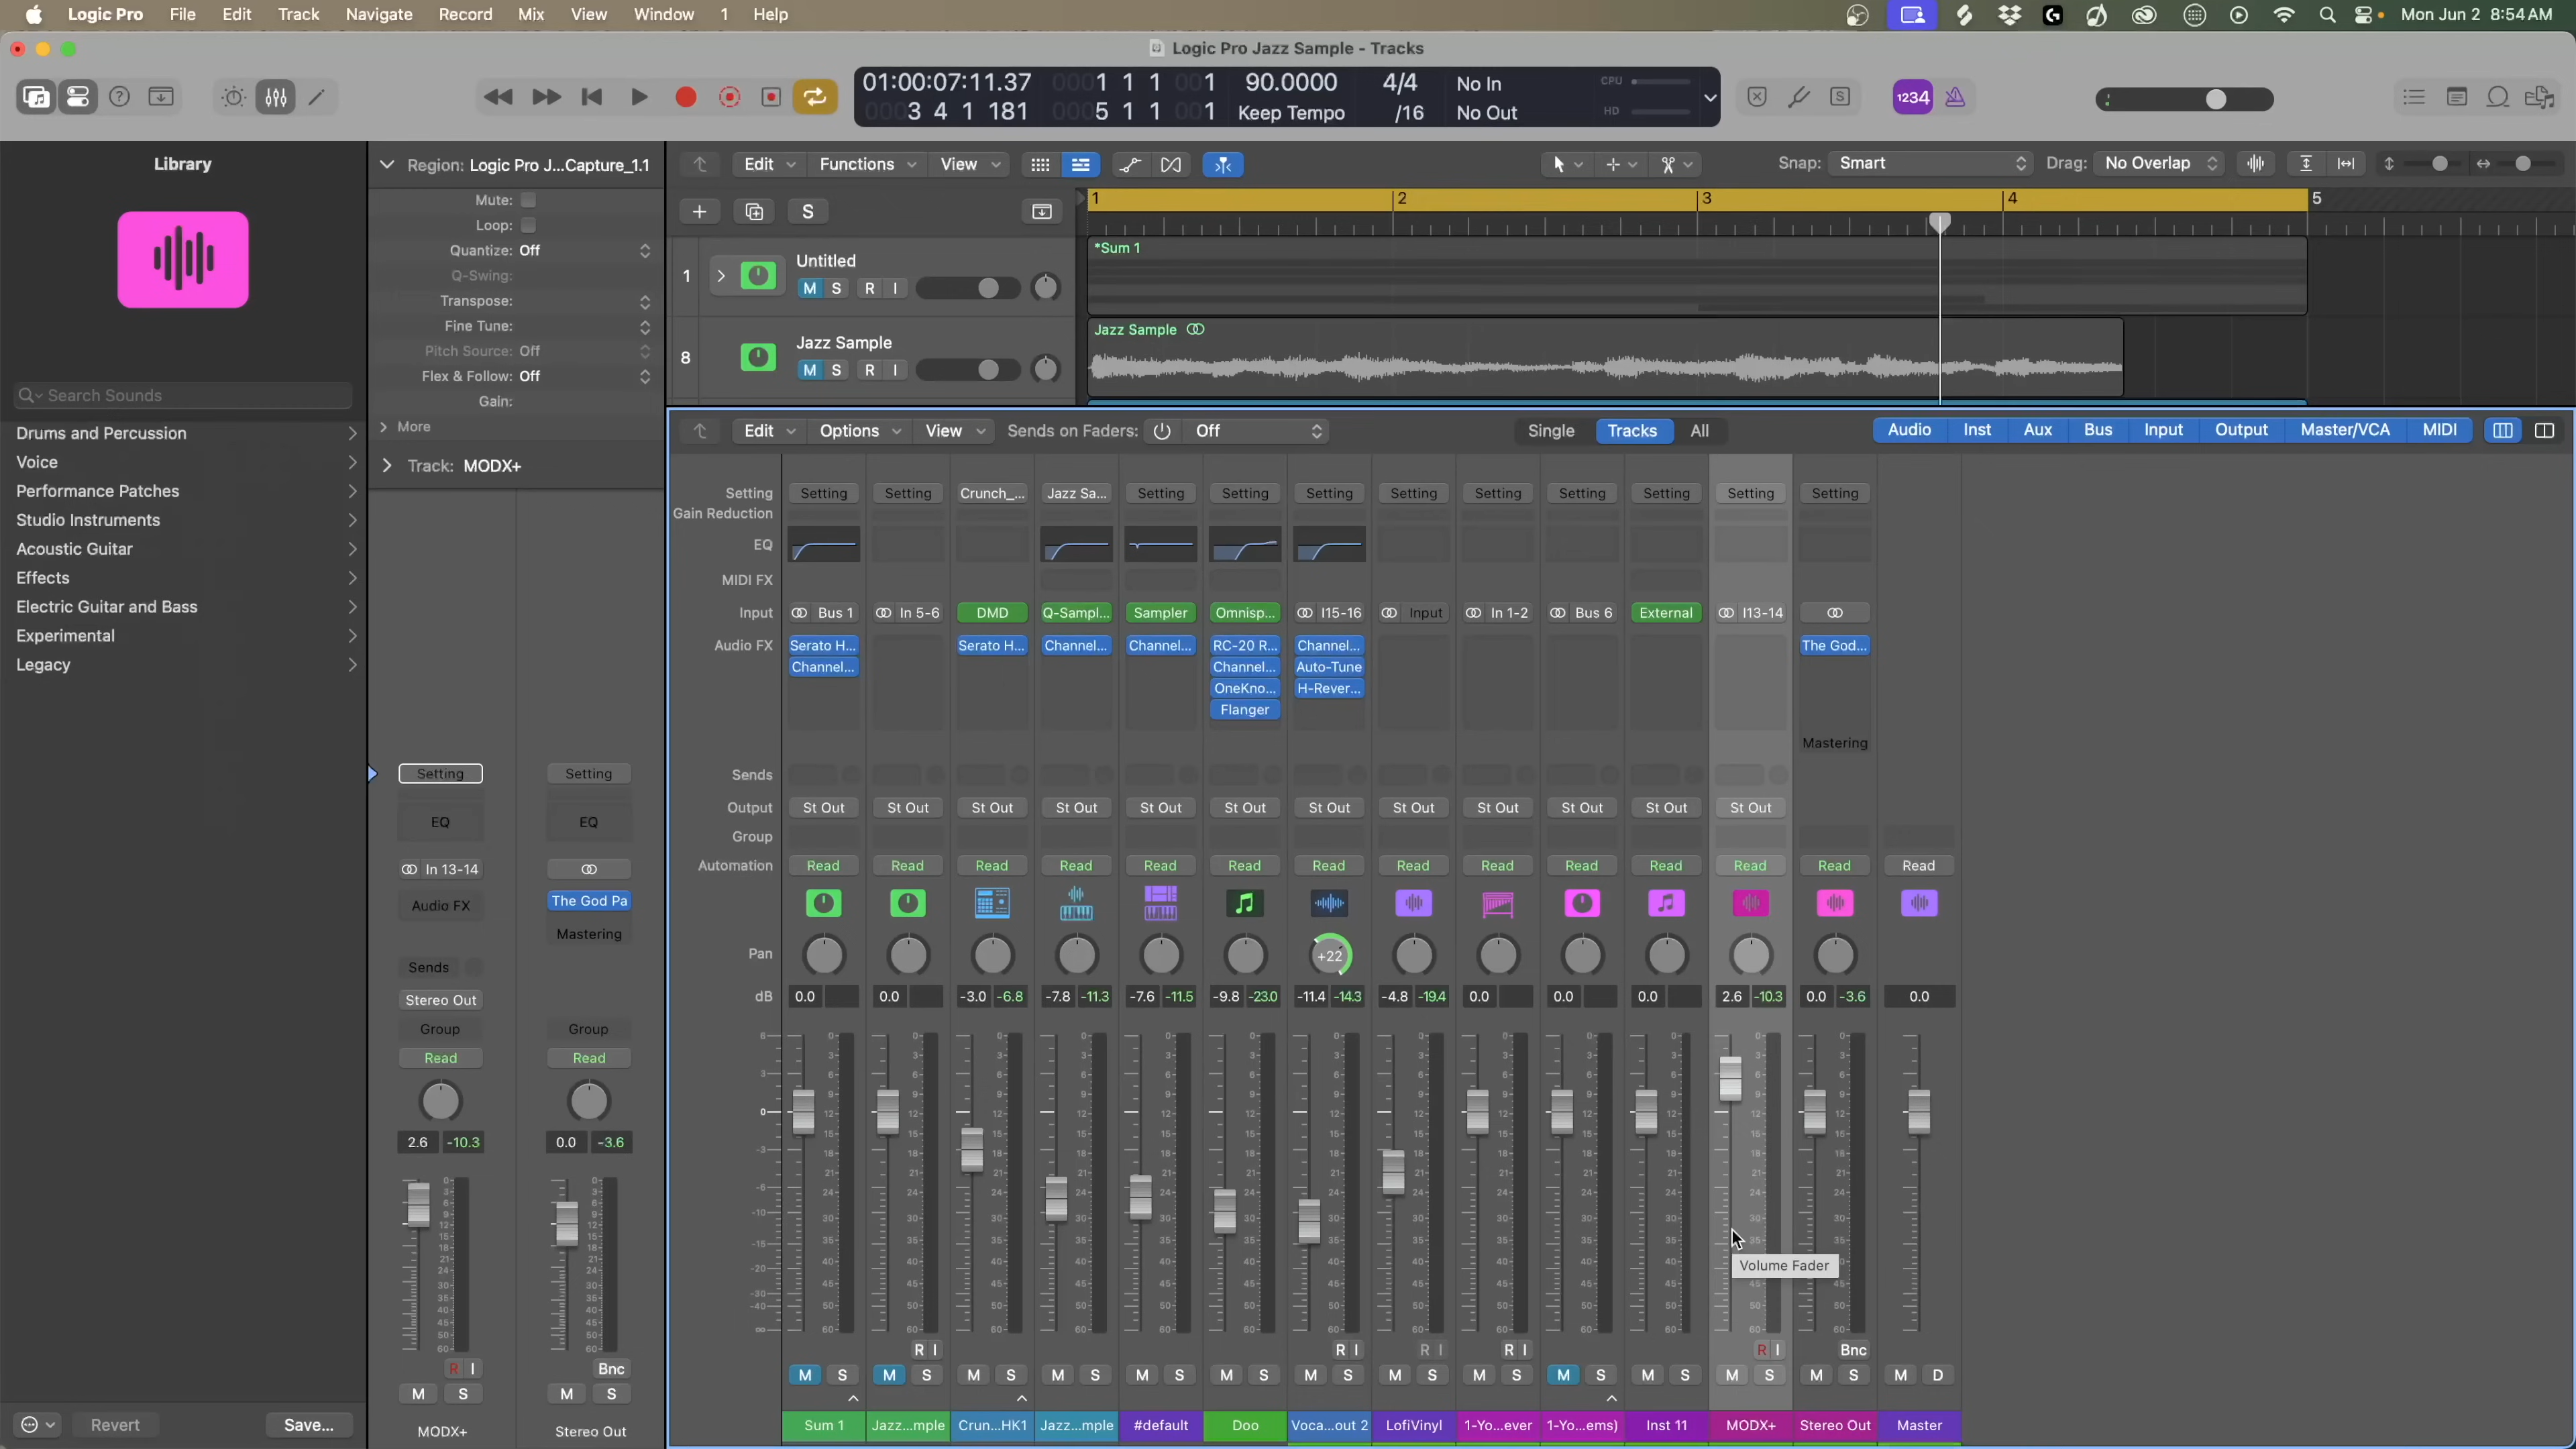 Logic Pro File Edit Track Navigate Record Mix View Window 1 Help Mon Jun 2 8:54 AM
Logic Pro Jazz Sample - Tracks
01:00:07:11.37 0001 1 1 001 90.0000 4/4 No In CPU
0003 4 1 181 0005 1 1 001 Keep Tempo /16 No Out HD
1234
Library
Search Sounds
Drums and Percussion
Voice
Performance Patches
Studio Instruments
Acoustic Guitar
Effects
Electric Guitar and Bass
Experimental
Legacy
Revert Save...
Region: Logic Pro J...Capture_1.1
Mute:
Loop:
Quantize: Off
Q-Swing:
Transpose:
Fine Tune:
Pitch Source: Off
Flex & Follow: Off
Gain:
More
Track: MODX+
Setting Setting
EQ EQ
In 13-14
Audio FX The God Pa
Mastering
Sends
Stereo Out
Group Group
Read Read
2.6 -10.3 0.0 -3.6
R I Bnc
M S M S
MODX+ Stereo Out
Edit Functions View Snap: Smart Drag: No Overlap
S
1 2 3 4 5
1 Untitled
M S R I
*Sum 1
8 Jazz Sample
M S R I
Jazz Sample
Edit Options View Sends on Faders: Off Single Tracks All Audio Inst Aux Bus Input Output Master/VCA MIDI
Setting Setting Setting Crunch_... Jazz Sa... Setting Setting Setting Setting Setting Setting Setting Setting Setting
Gain Reduction
EQ
MIDI FX
Input Bus 1 In 5-6 DMD Q-Sampl... Sampler Omnisp... I15-16 Input In 1-2 Bus 6 External I13-14
Audio FX Serato H... Serato H... Channel... Channel... RC-20 R... Channel... The God...
Channel... Channel... Auto-Tune
OneKno... H-Rever...
Flanger
Mastering
Sends
Output St Out St Out St Out St Out St Out St Out St Out St Out St Out St Out St Out St Out
Group
Automation Read Read Read Read Read Read Read Read Read Read Read Read Read Read
Pan +22
dB 0.0 0.0 -3.0 -6.8 -7.8 -11.3 -7.6 -11.5 -9.8 -23.0 -11.4 -14.3 -4.8 -19.4 0.0 0.0 0.0 2.6 -10.3 0.0 -3.6 0.0
Volume Fader
R I R I R I R I R I Bnc
M S M S M S M S M S M S M S M S M S M S M S M S M S M D
Sum 1 Jazz...mple Crun...HK1 Jazz...mple #default Doo Voca...out 2 LofiVinyl 1-Yo...ever 1-Yo...ems) Inst 11 MODX+ Stereo Out Master